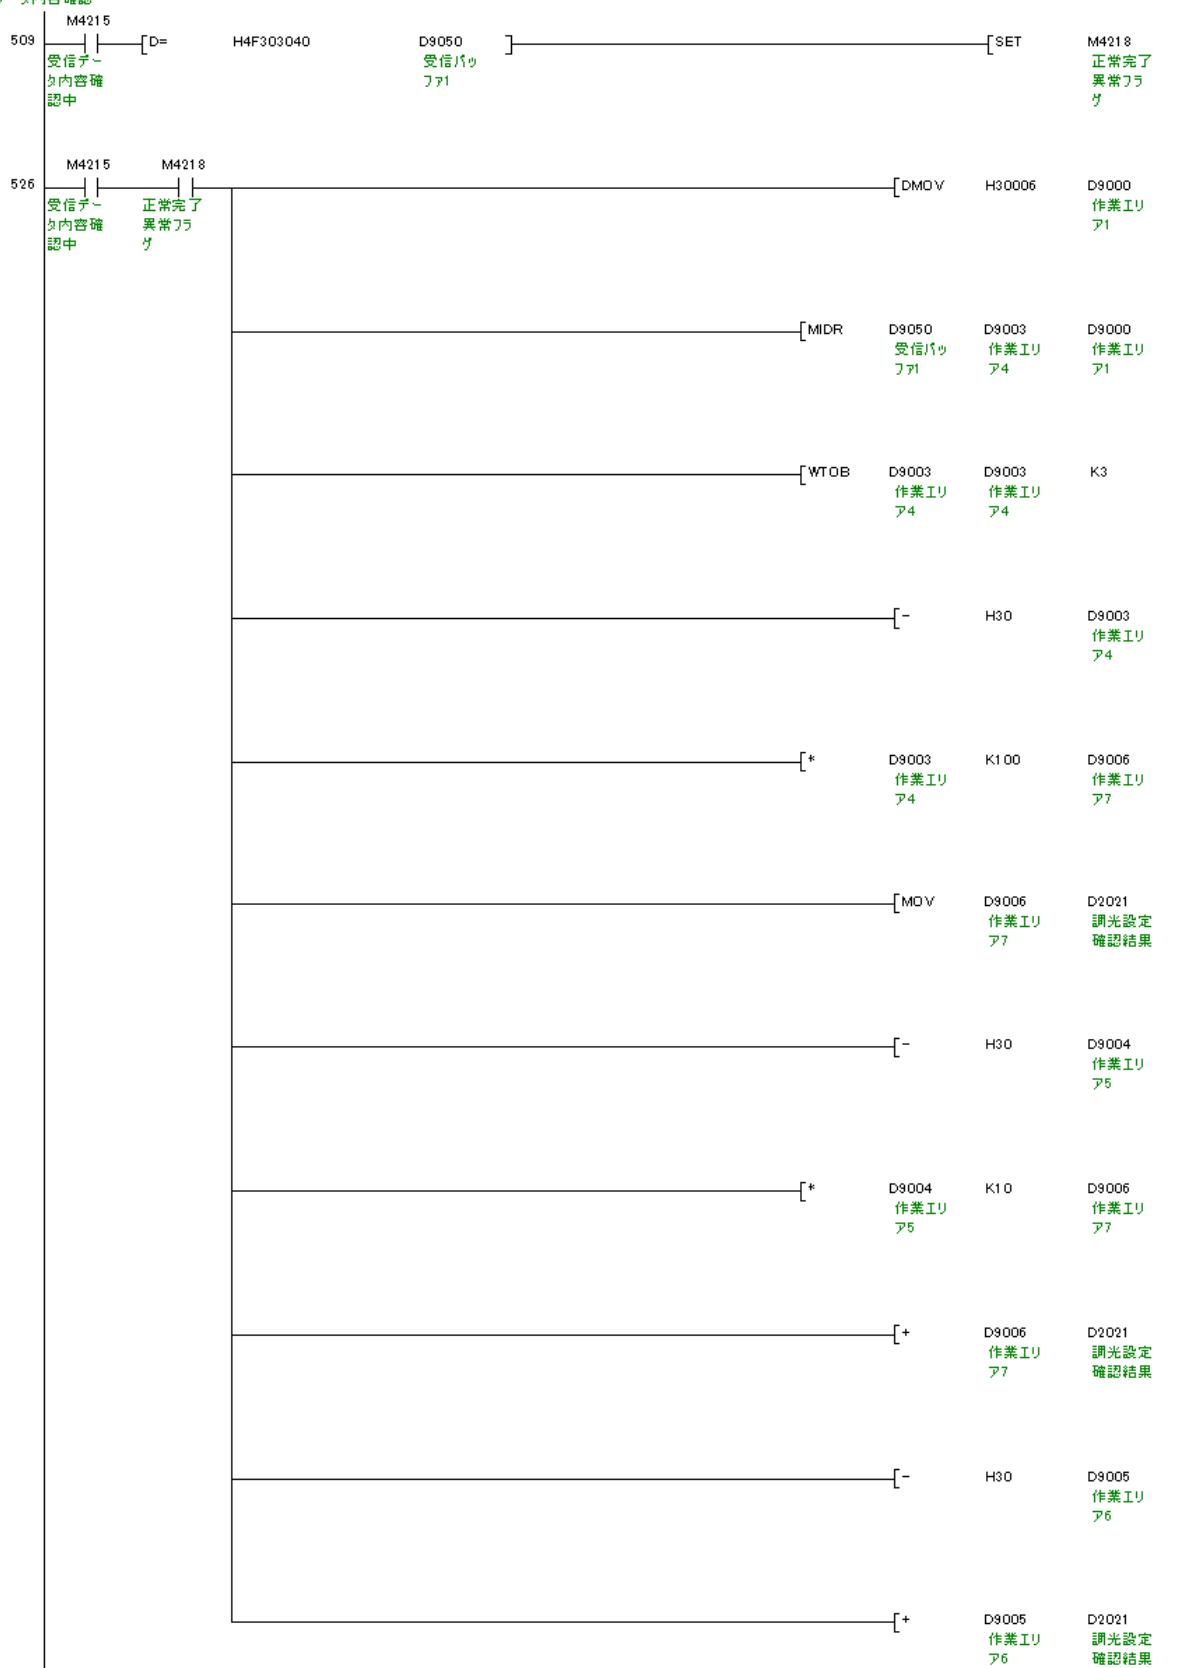 M4215
509 [D= H4F303040 D9050 ] [SET M4218
受信デー 受信バッ 正常完了
タ内容確 ファ1 異常フラ
認中 グ
M4215 M4218
526 [DMOV H30006 D9000
受信デー 正常完了 作業エリ
タ内容確 異常フラ ア1
認中 グ
[MIDR D9050 D9003 D9000
受信バッ 作業エリ 作業エリ
ファ1 ア4 ア1
[WTOB D9003 D9003 K3
作業エリ 作業エリ
ア4 ア4
[- H30 D9003
作業エリ
ア4
[* D9003 K100 D9006
作業エリ 作業エリ
ア4 ア7
[MOV D9006 D2021
作業エリ 調光設定
ア7 確認結果
[- H30 D9004
作業エリ
ア5
[* D9004 K10 D9006
作業エリ 作業エリ
ア5 ア7
[+ D9006 D2021
作業エリ 調光設定
ア7 確認結果
[- H30 D9005
作業エリ
ア6
[+ D9005 D2021
作業エリ 調光設定
ア6 確認結果